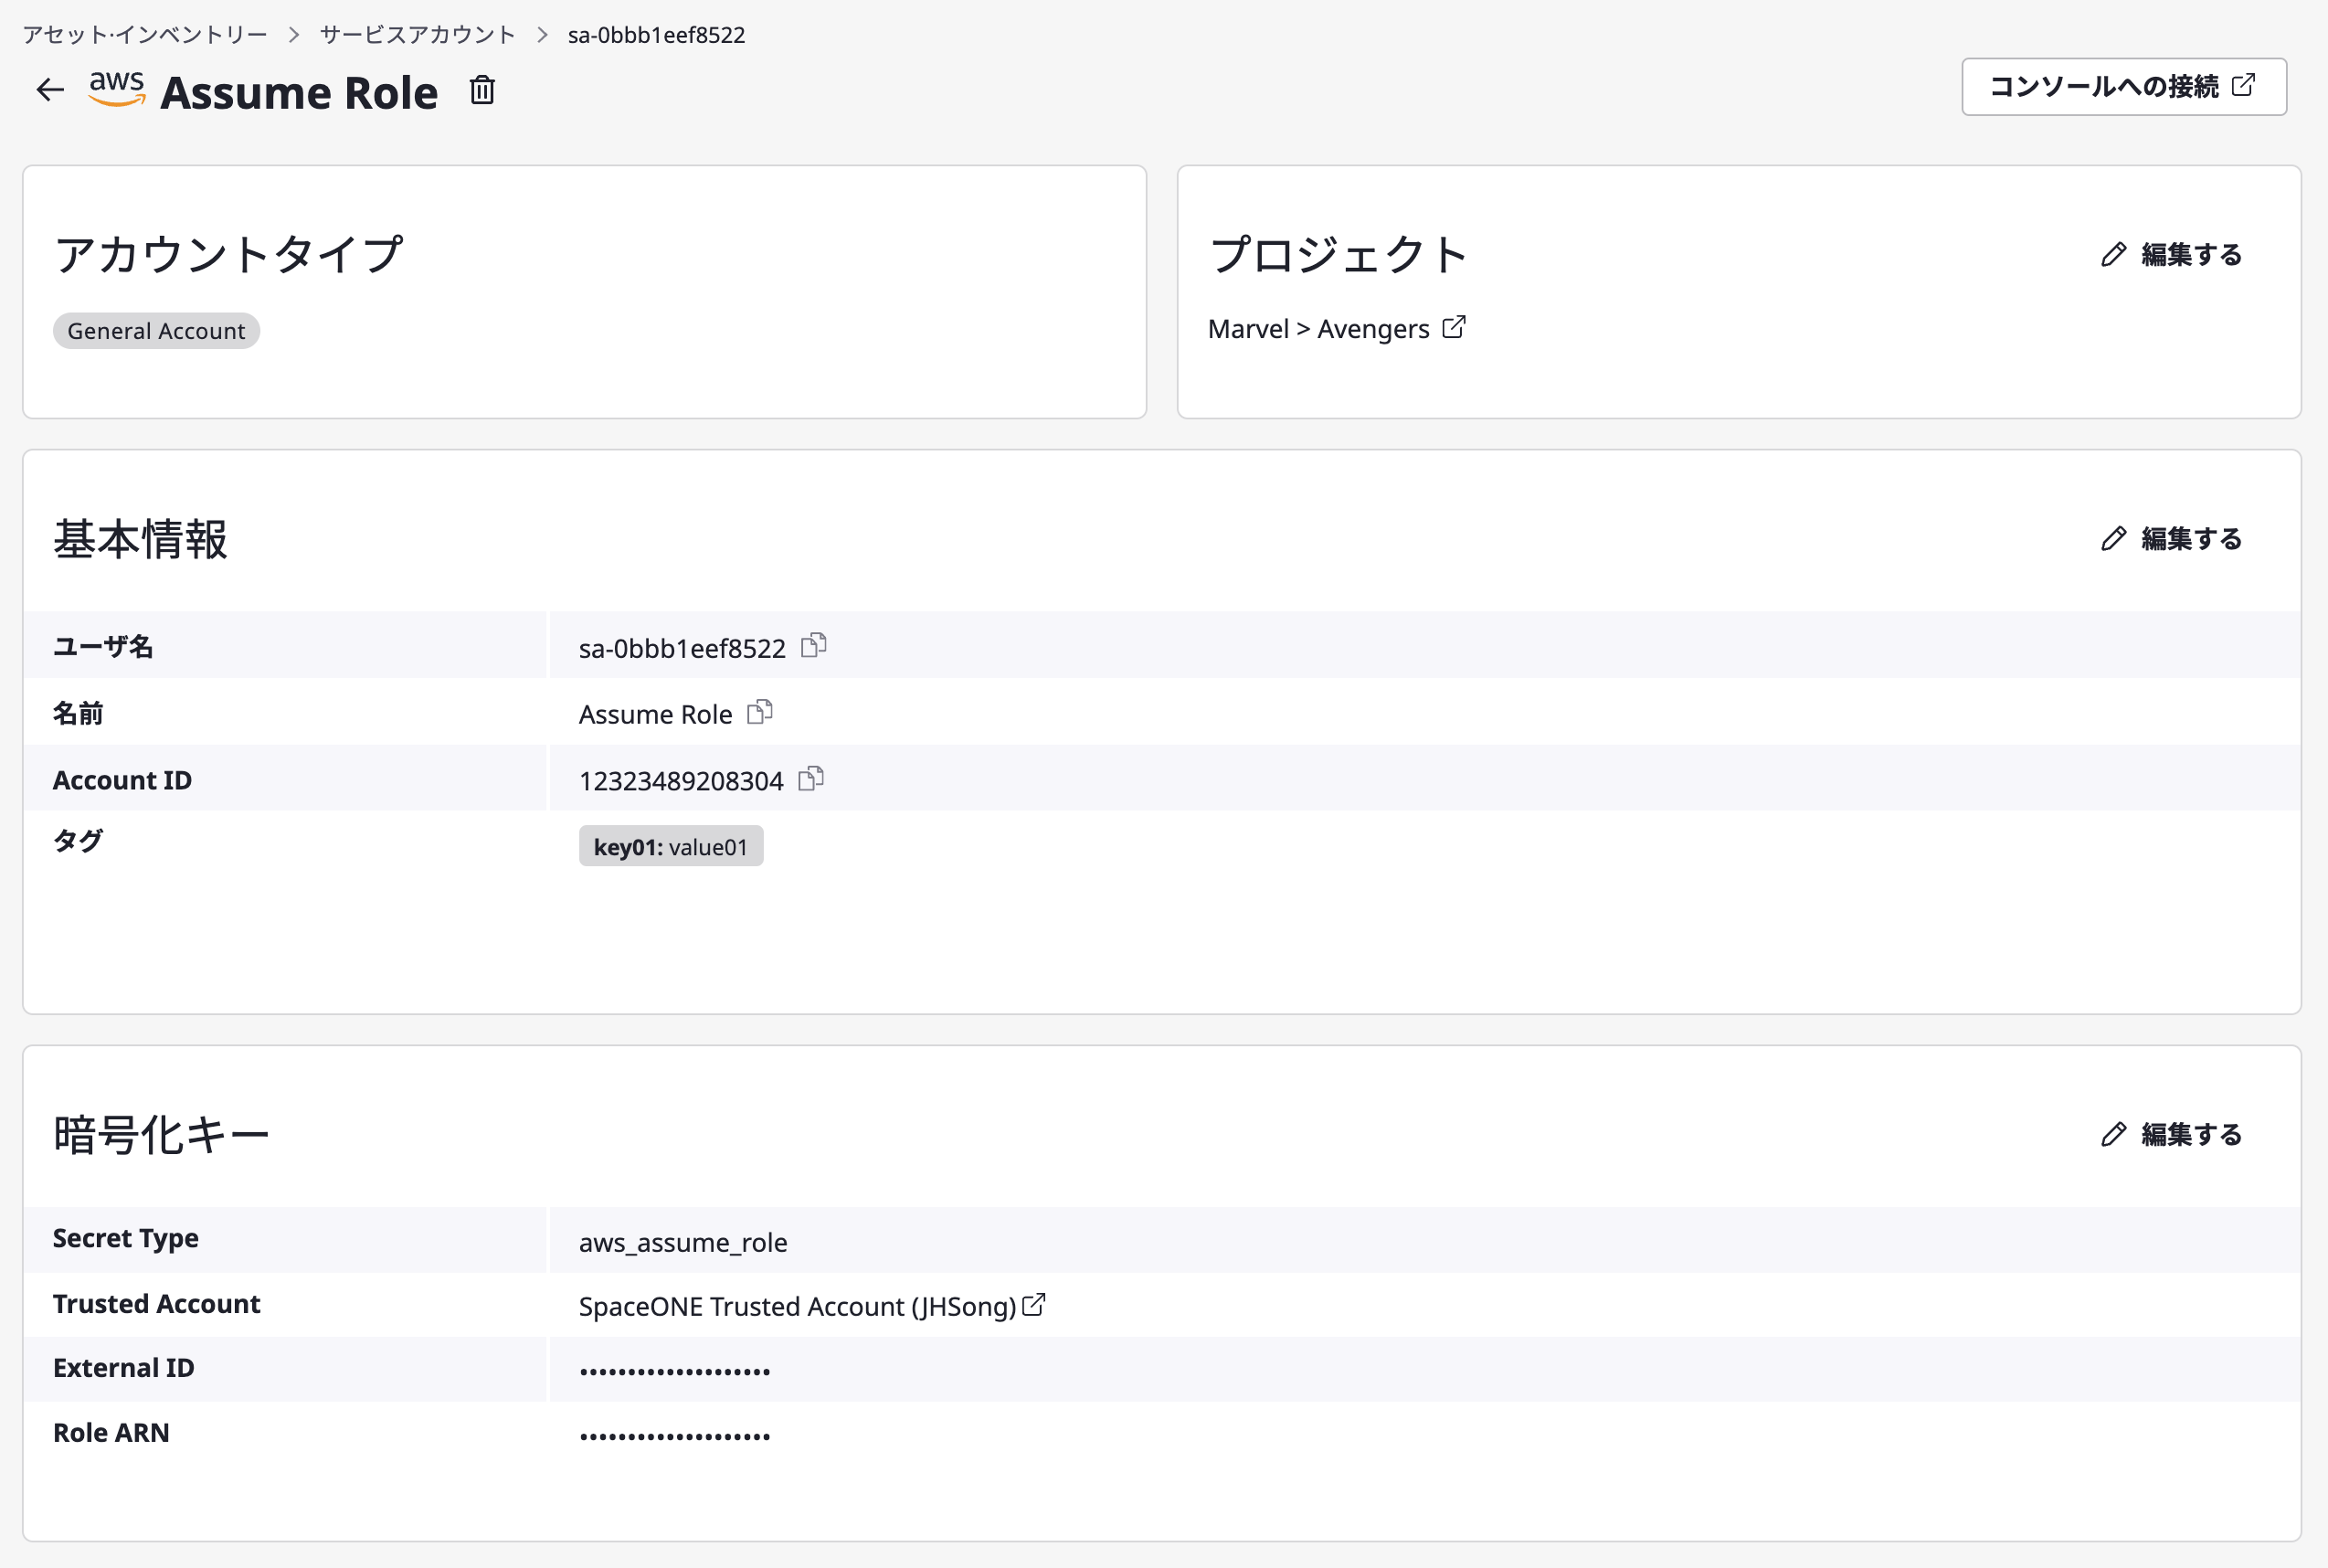 アセット·インベントリー > サービスアカウント > sa-0bbb1eef8522
aws Assume Role
コンソールへの接続
アカウントタイプ
General Account
プロジェクト
編集する
Marvel > Avengers
基本情報
編集する
ユーザ名 sa-0bbb1eef8522
名前 Assume Role
Account ID 12323489208304
タグ key01: value01
暗号化キー
編集する
Secret Type aws_assume_role
Trusted Account SpaceONE Trusted Account (JHSong)
External ID ••••••••••••••••••••
Role ARN ••••••••••••••••••••